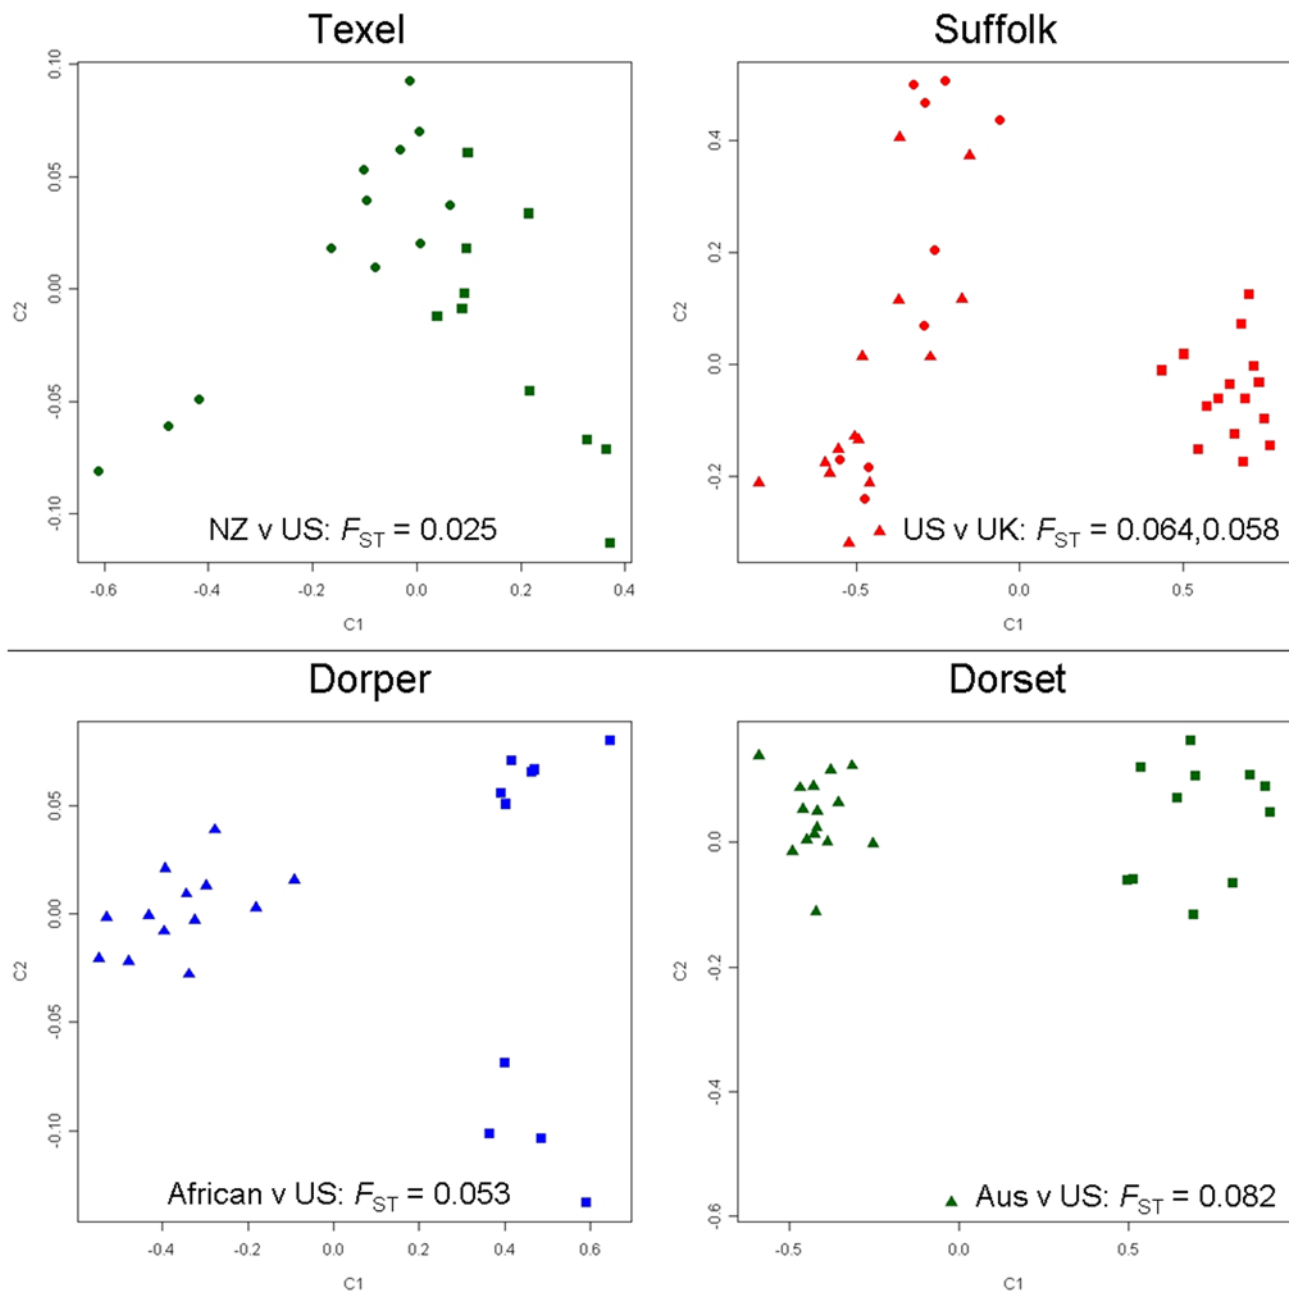 Texel
0.10
0.05
0.00
-0.05
-0.10
C2
NZ v US: FST = 0.025
-0.6 -0.4 -0.2 0.0 0.2 0.4
C1
Suffolk
0.4
0.2
0.0
-0.2
C2
US v UK: FST = 0.064,0.058
-0.5 0.0 0.5
C1
Dorper
0.05
0.00
-0.05
-0.10
C2
African v US: FST = 0.053
-0.4 -0.2 0.0 0.2 0.4 0.6
C1
Dorset
0.0
-0.2
-0.4
-0.6
C2
Aus v US: FST = 0.082
-0.5 0.0 0.5
C1